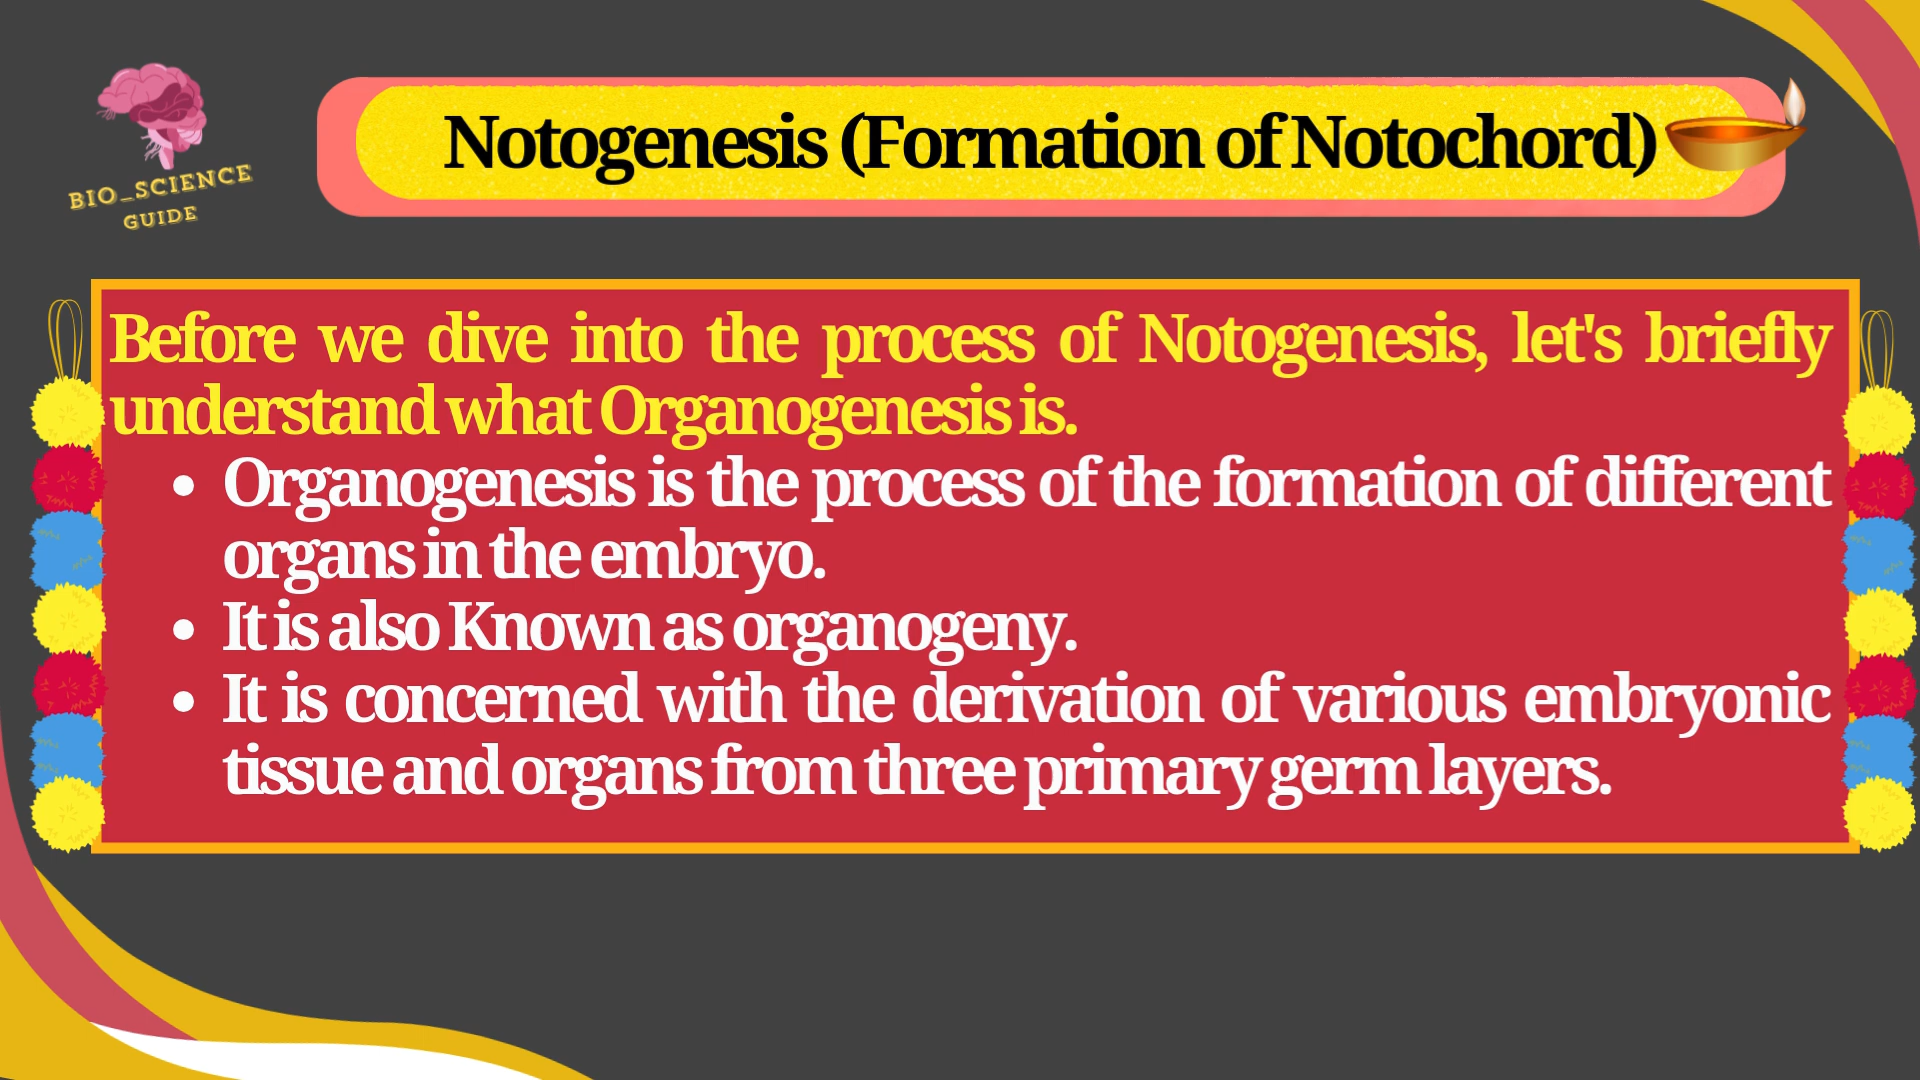 BIO_SCIENCE
GUIDE
Notogenesis (Formation of Notochord)
Before we dive into the process of Notogenesis, let's briefly
understand what Organogenesis is.
• Organogenesis is the process of the formation of different
organs in the embryo.
• It is also Known as organogeny.
• It is concerned with the derivation of various embryonic
tissue and organs from three primary germ layers.